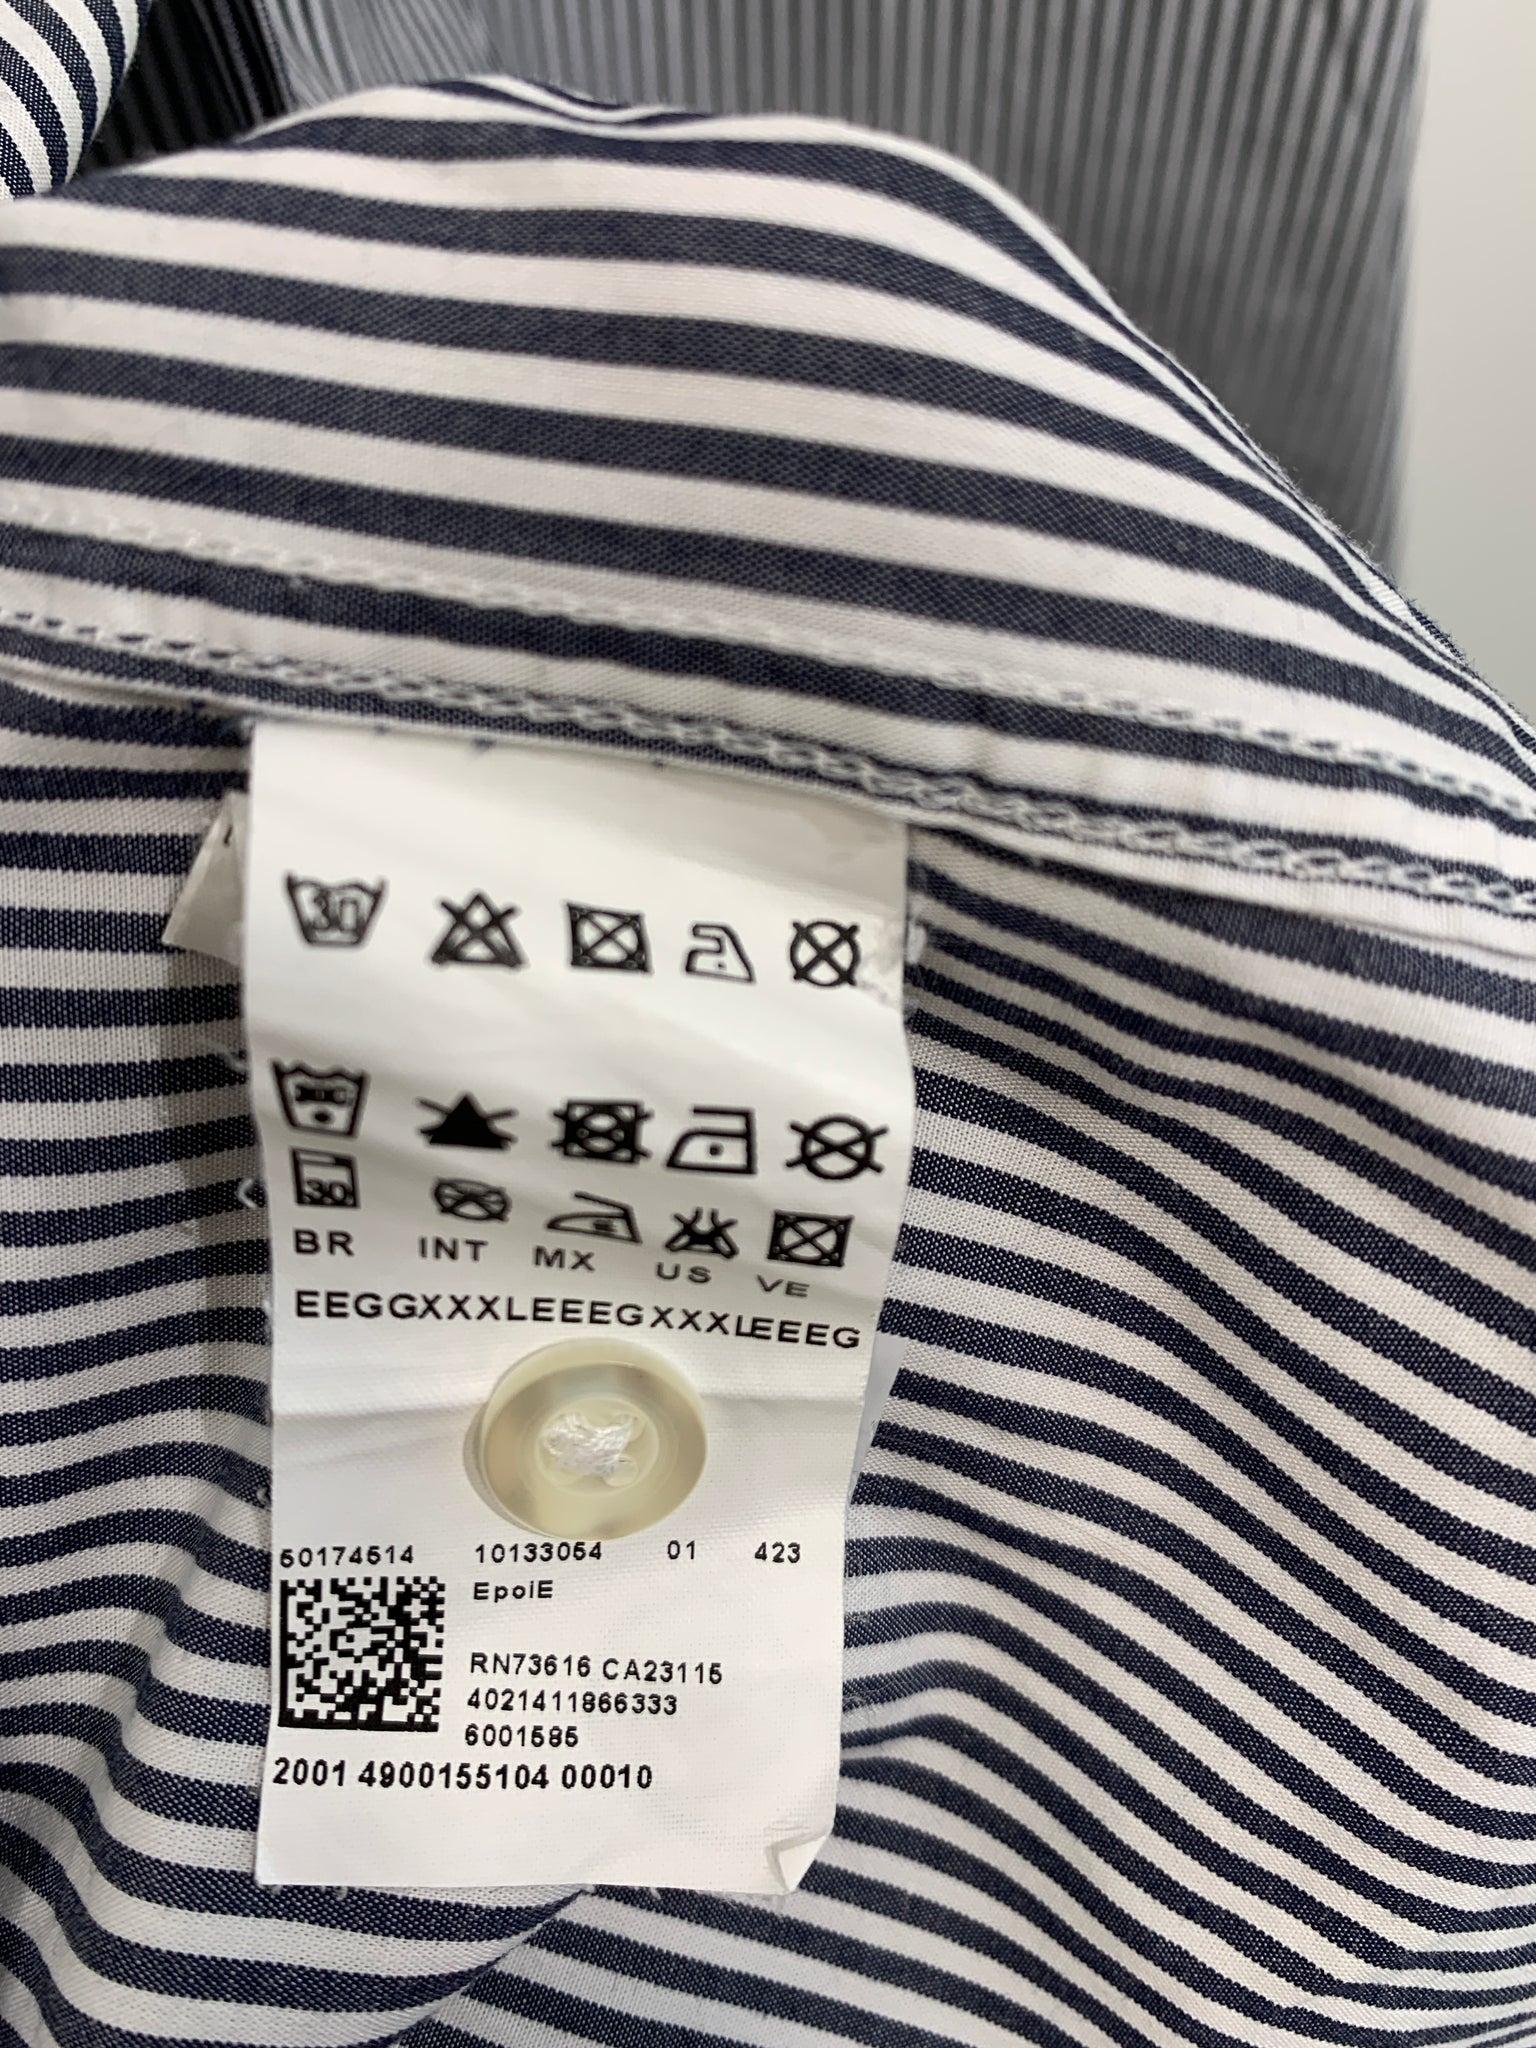 30
30
BR INT MX US VE
EEGGXXXLEEEGXXXLEEEG
50174514 10133054 01 423
EpoiE
RN73616 CA23115
4021411866333
6001585
2001 4900155104 00010